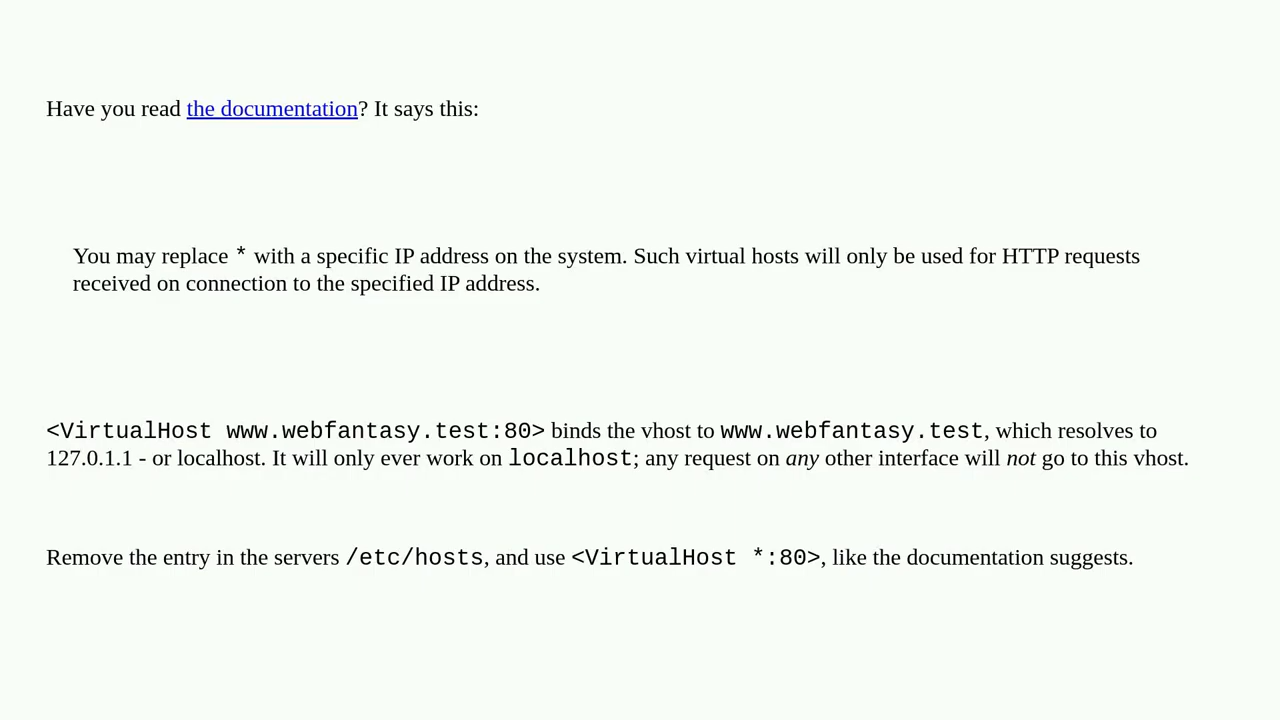 Have you read the documentation? It says this:
You may replace * with a specific IP address on the system. Such virtual hosts will only be used for HTTP requests
received on connection to the specified IP address.
<VirtualHost www.webfantasy.test:80> binds the vhost to www.webfantasy.test, which resolves to
127.0.1.1 - or localhost. It will only ever work on localhost; any request on any other interface will not go to this vhost.
Remove the entry in the servers /etc/hosts, and use <VirtualHost *:80>, like the documentation suggests.